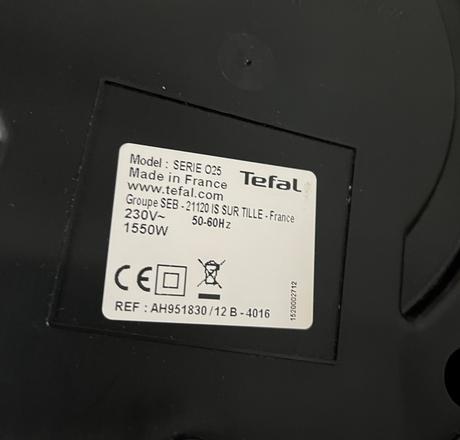 Model : SERIE O25
Tefal
Made in France
www.tefal.com
Groupe SEB - 21120 IS SUR TILLE - France
230V~ 50-60Hz
1550W
CE
REF : AH951830 / 12 B - 4016
1520002712